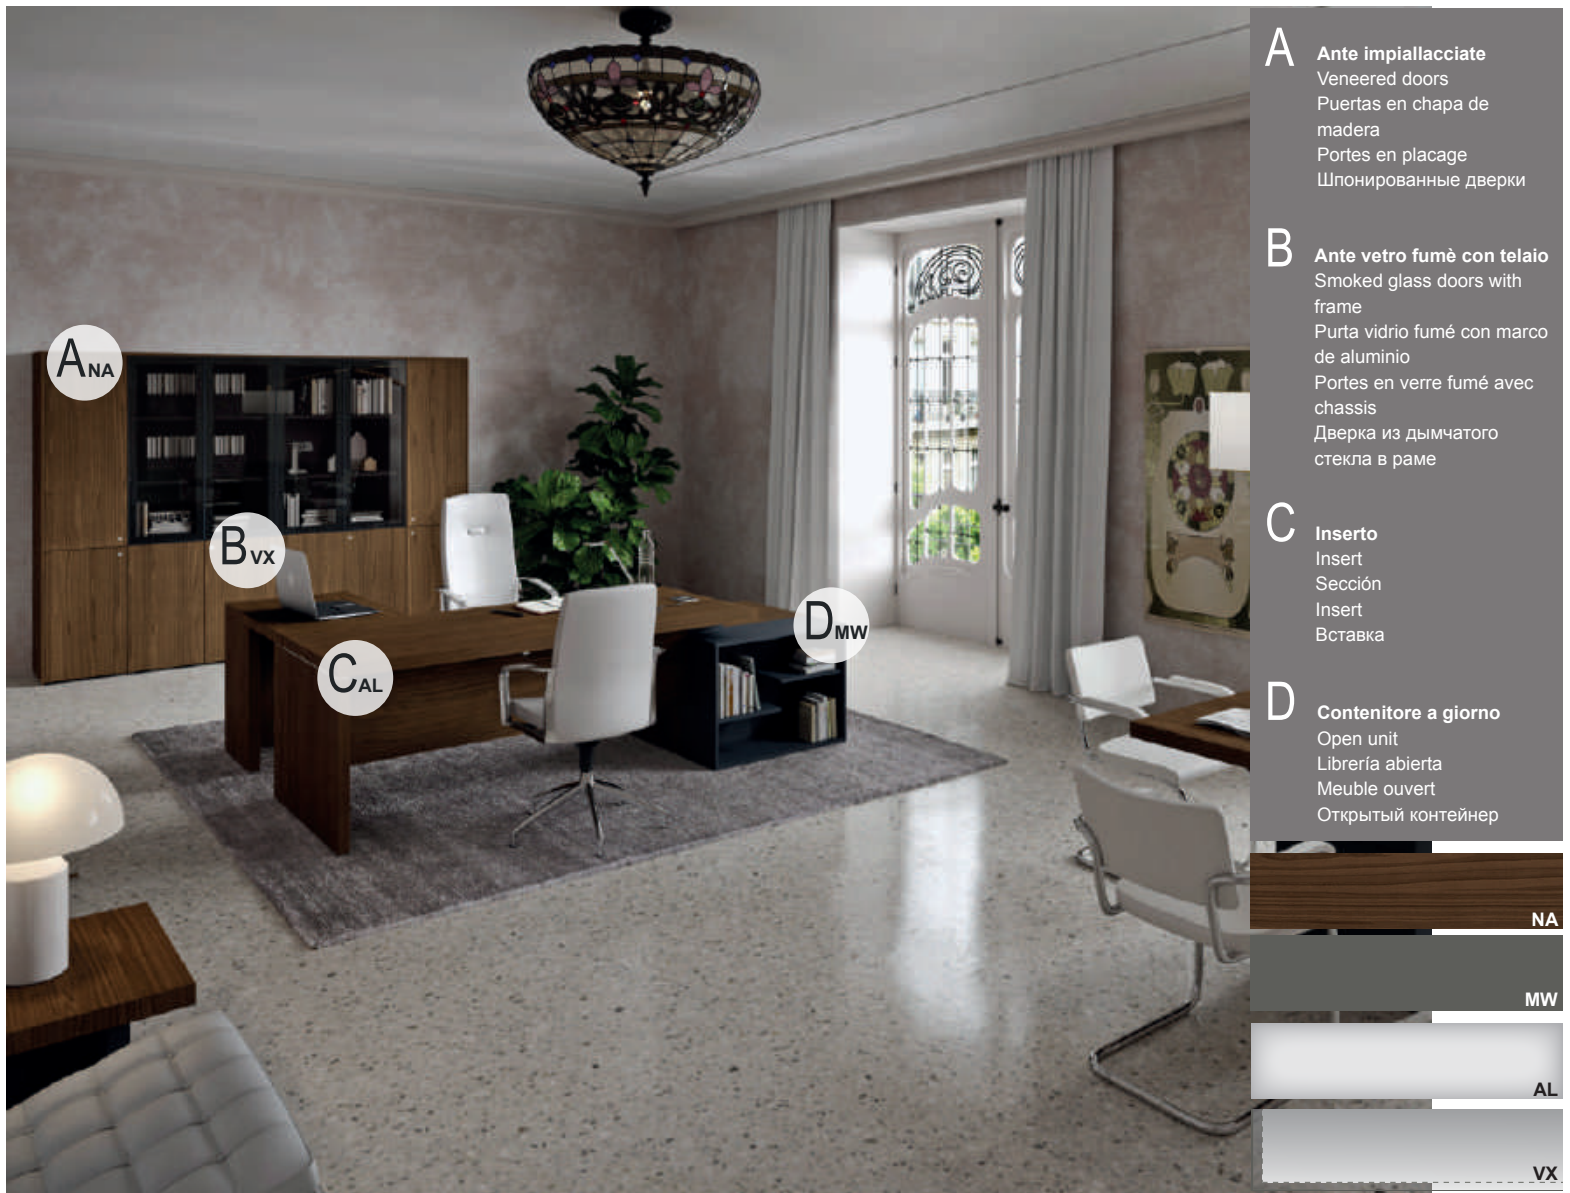 A
Ante impiallacciate
Veneered doors
Puertas en chapa de
madera
Portes en placage
Шпонированные дверки
B
Ante vetro fumè con telaio
Smoked glass doors with
frame
Purta vidrio fumé con marco
de aluminio
Portes en verre fumé avec
chassis
Дверка из дымчатого
стекла в раме
C
Inserto
Insert
Sección
Insert
Вставка
D
Contenitore a giorno
Open unit
Librería abierta
Meuble ouvert
Открытый контейнер
A NA
B VX
C AL
D MW
NA
MW
AL
VX